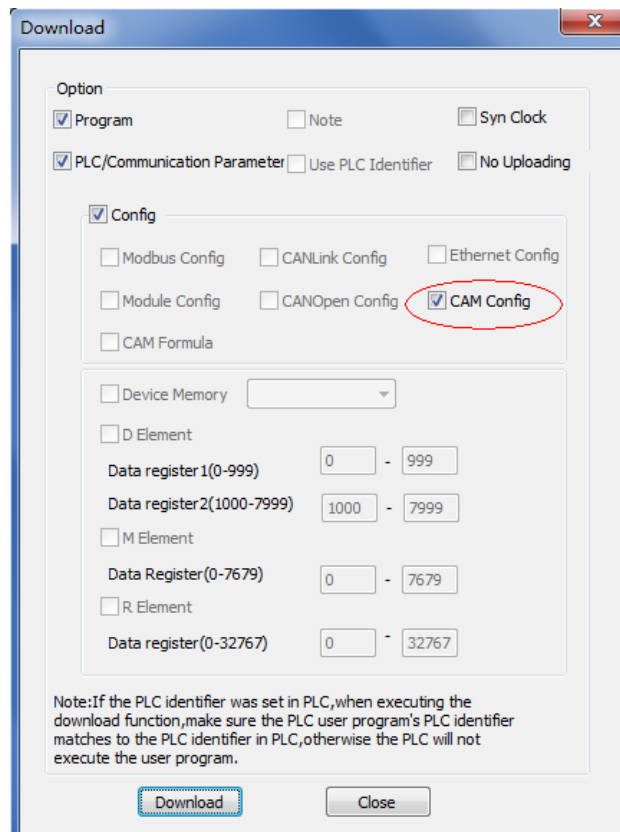 Download
x
Option
Program Note Syn Clock
PLC/Communication Parameter Use PLC Identifier No Uploading
Config
Modbus Config CANLink Config Ethernet Config
Module Config CANOpen Config CAM Config
CAM Formula
Device Memory
D Element
Data register1(0-999) 0 - 999
Data register2(1000-7999) 1000 - 7999
M Element
Data Register(0-7679) 0 - 7679
R Element
Data register(0-32767) 0 - 32767
Note:If the PLC identifier was set in PLC,when executing the
download function,make sure the PLC user program's PLC identifier
matches to the PLC identifier in PLC,otherwise the PLC will not
execute the user program.
Download Close